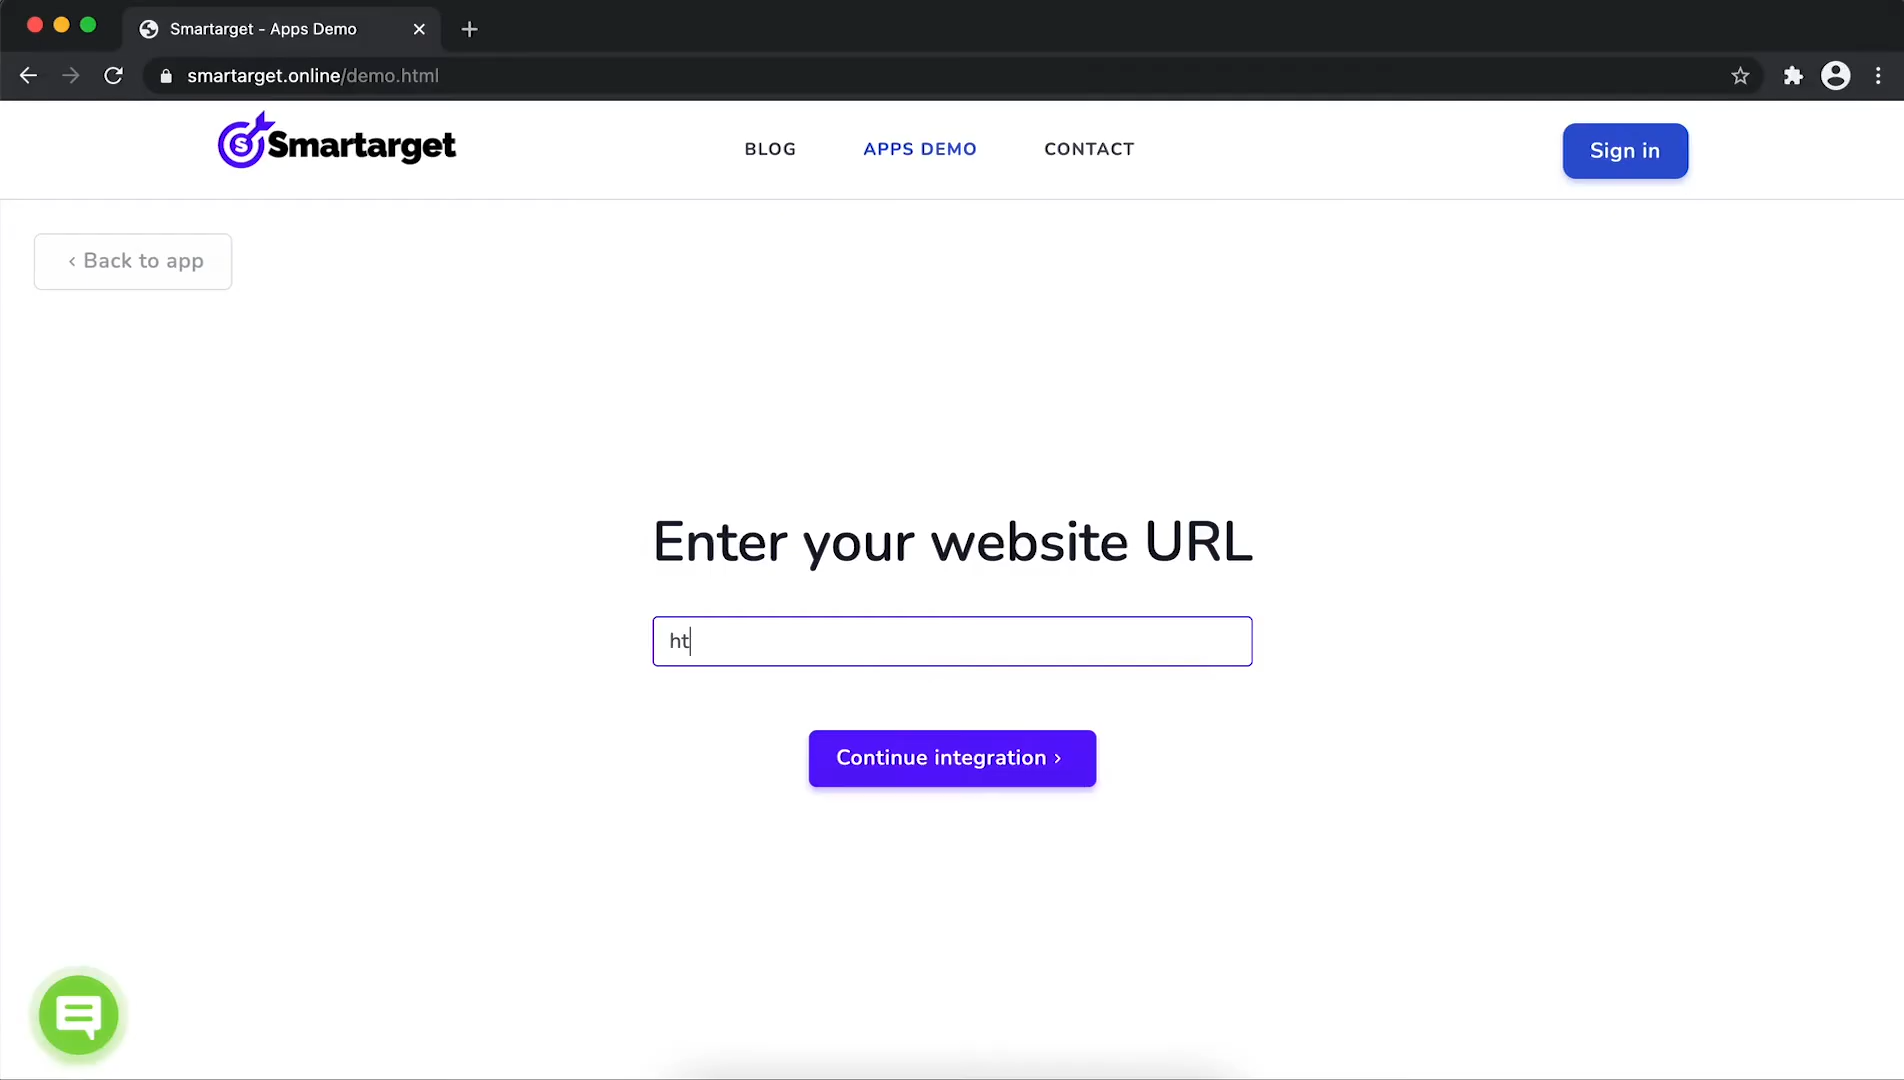 Smartarget - Apps Demo
smartarget.online/demo.html
Smartarget
BLOG
APPS DEMO
CONTACT
Sign in
‹ Back to app
Enter your website URL
ht
Continue integration ›